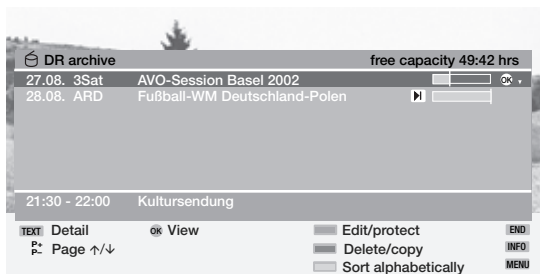 DR archive free capacity 49:42 hrs
27.08. 3Sat AVO-Session Basel 2002 OK
28.08. ARD Fußball-WM Deutschland-Polen
21:30 - 22:00 Kultursendung
TEXT Detail OK View Edit/protect END
P+ P- Page ↑/↓ Delete/copy INFO
Sort alphabetically MENU